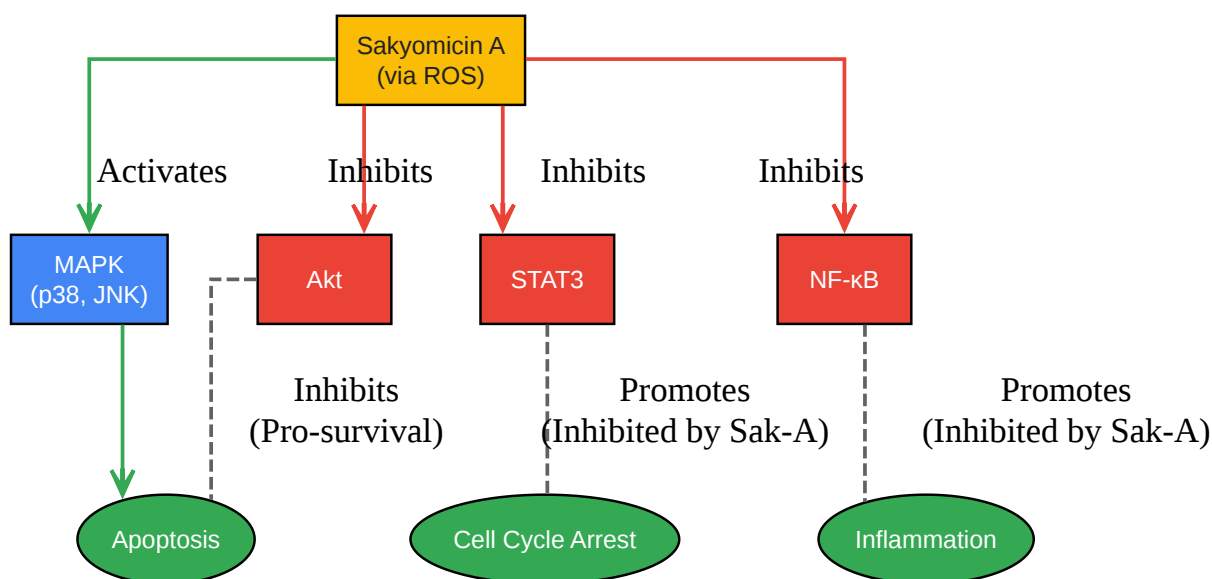 Sakyomicin A
(via ROS)
Activates
Inhibits
Inhibits
Inhibits
MAPK
(p38, JNK)
Akt
STAT3
NF-κB
Inhibits
(Pro-survival)
Promotes
(Inhibited by Sak-A)
Promotes
(Inhibited by Sak-A)
Apoptosis
Cell Cycle Arrest
Inflammation